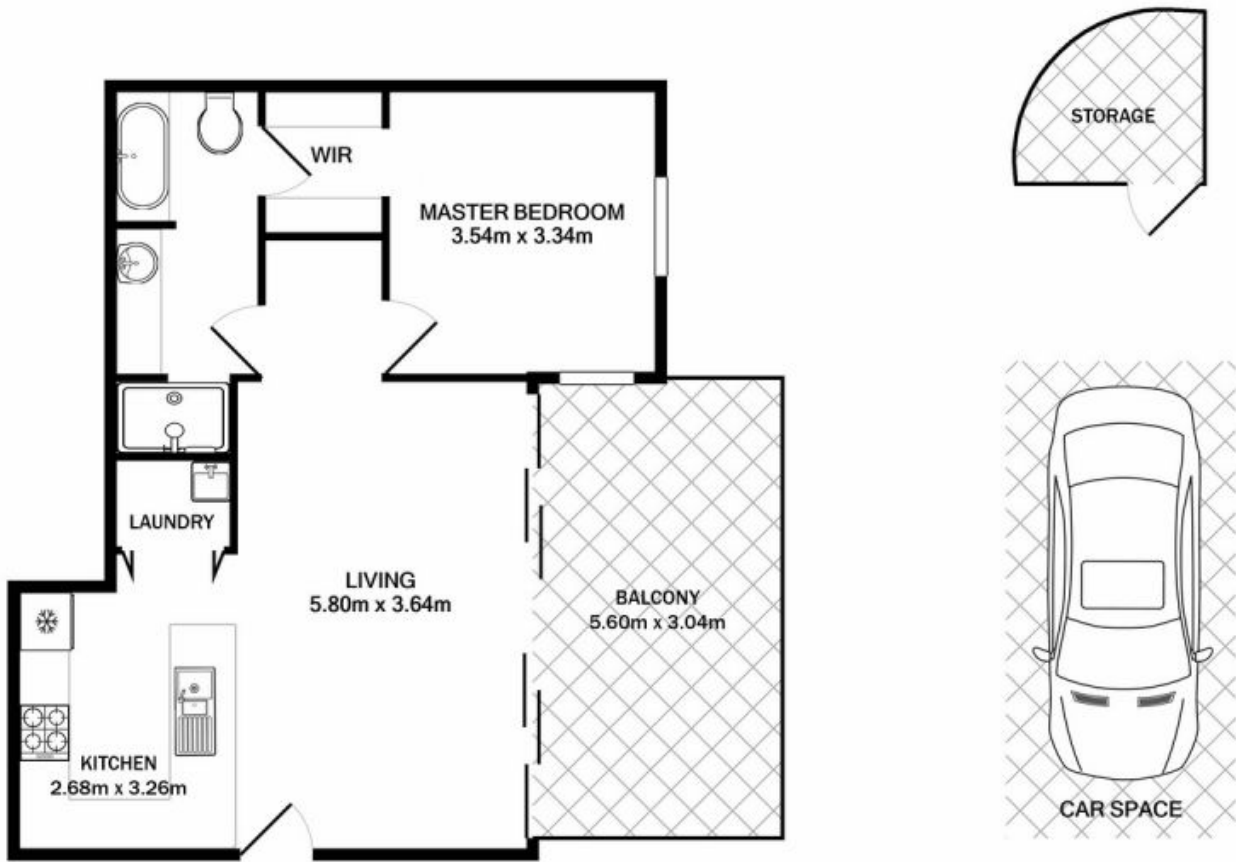 STORAGE
WIR
MASTER BEDROOM
3.54m x 3.34m
LAUNDRY
LIVING
5.80m x 3.64m
BALCONY
5.60m x 3.04m
KITCHEN
2.68m x 3.26m
CAR SPACE